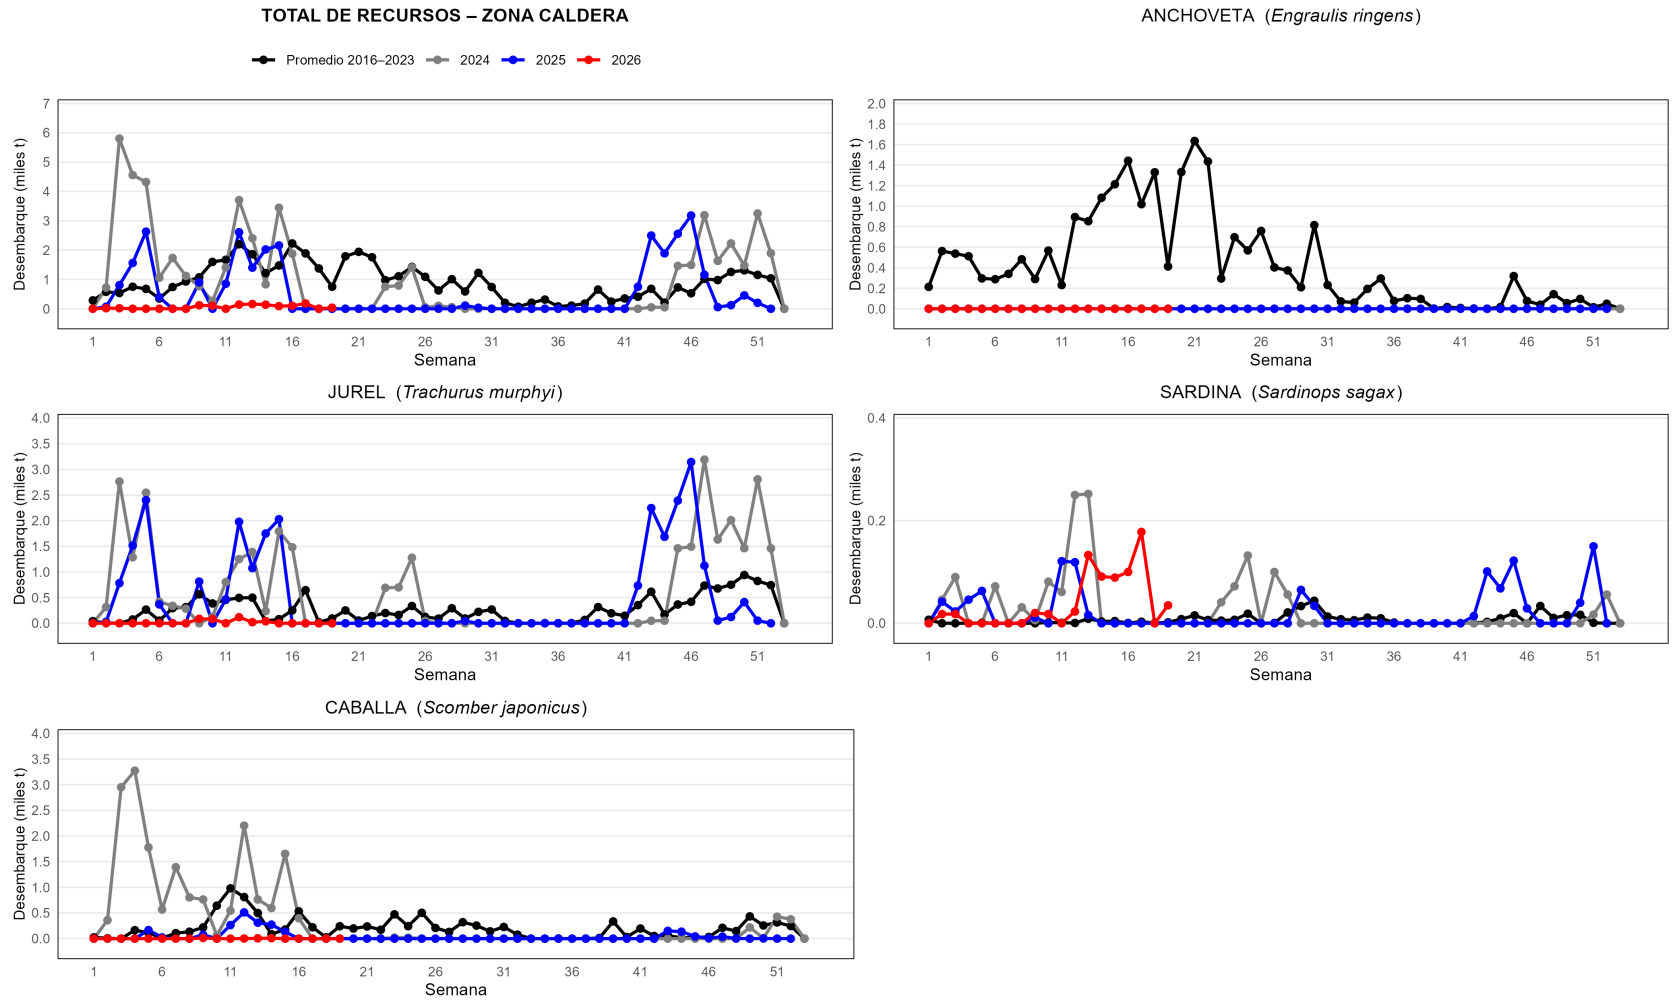 TOTAL DE RECURSOS – ZONA CALDERA
Promedio 2016–2023 2024 2025 2026
Desembarque (miles t)
7
6
5
4
3
2
1
0
1 6 11 16 21 26 31 36 41 46 51
Semana
ANCHOVETA (Engraulis ringens)
Desembarque (miles t)
2.0
1.8
1.6
1.4
1.2
1.0
0.8
0.6
0.4
0.2
0.0
1 6 11 16 21 26 31 36 41 46 51
Semana
JUREL (Trachurus murphyi)
Desembarque (miles t)
4.0
3.5
3.0
2.5
2.0
1.5
1.0
0.5
0.0
1 6 11 16 21 26 31 36 41 46 51
Semana
SARDINA (Sardinops sagax)
Desembarque (miles t)
0.4
0.2
0.0
1 6 11 16 21 26 31 36 41 46 51
Semana
CABALLA (Scomber japonicus)
Desembarque (miles t)
4.0
3.5
3.0
2.5
2.0
1.5
1.0
0.5
0.0
1 6 11 16 21 26 31 36 41 46 51
Semana